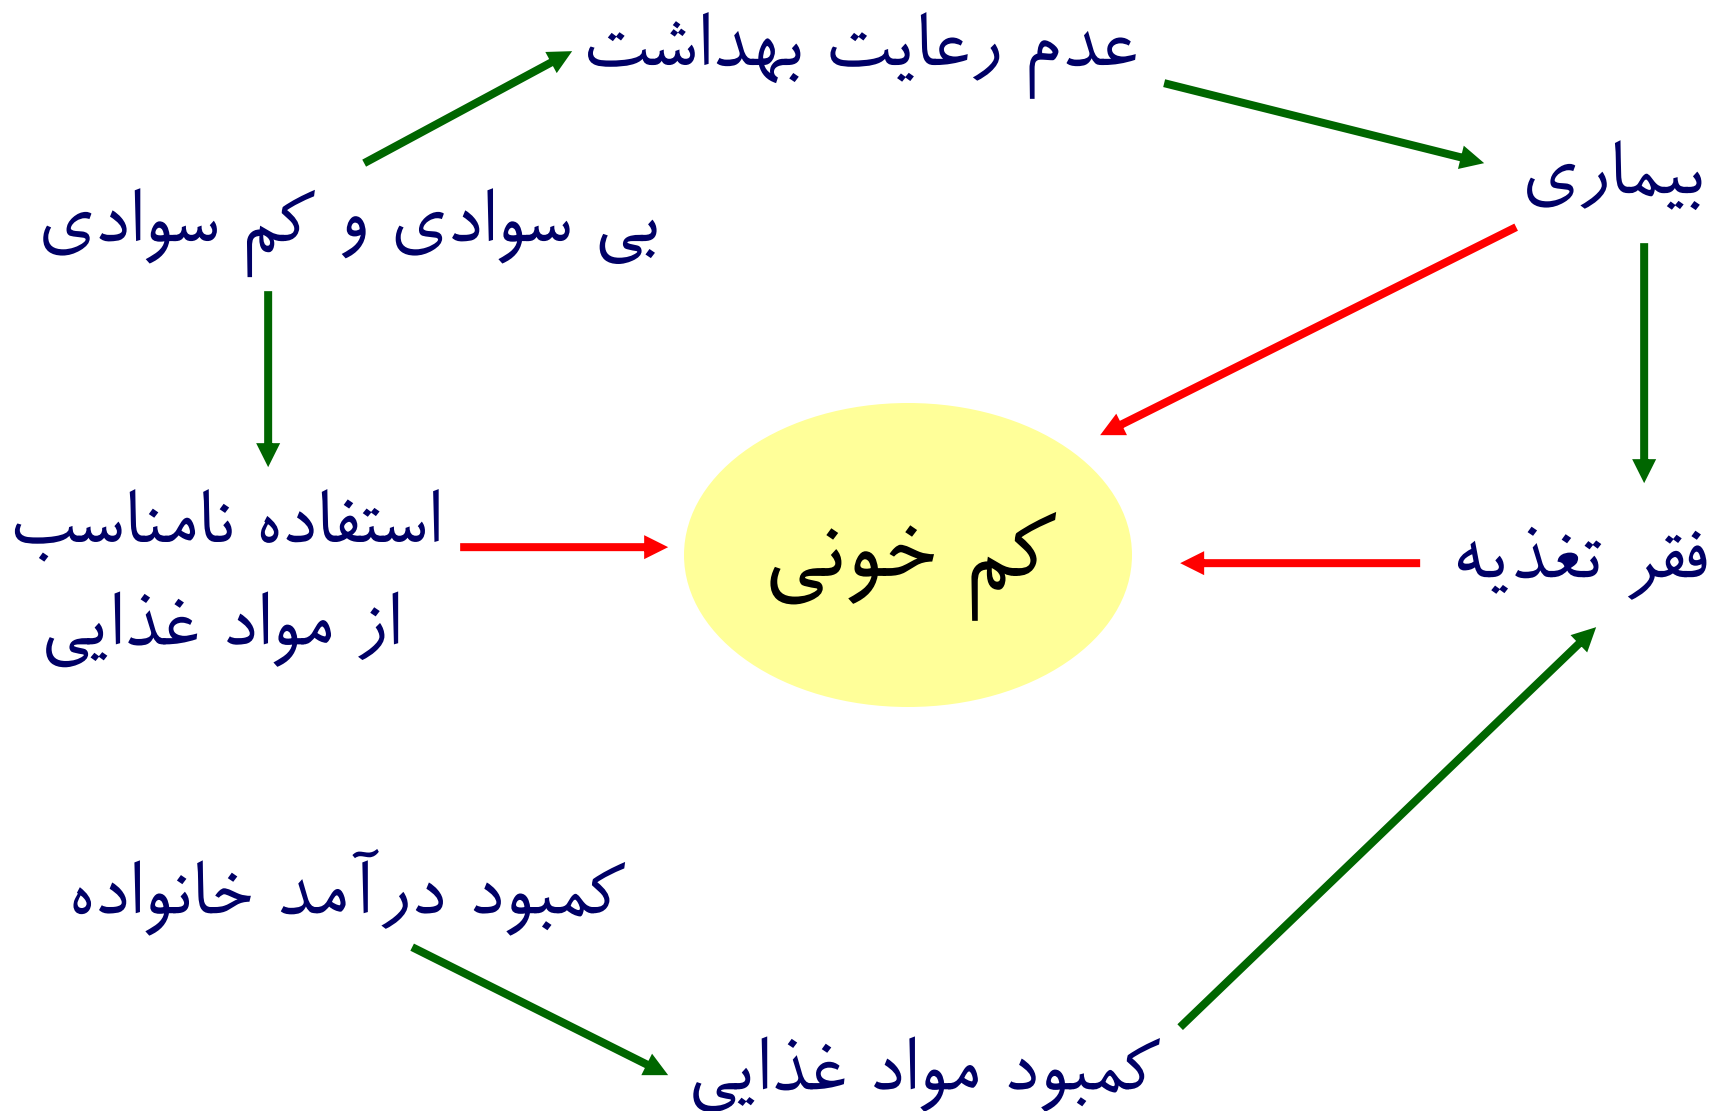 عدم رعایت بهداشت
بیماری
بی سوادی و کم سوادی
استفاده نامناسب
از مواد غذایی
کم خونی
فقر تغذیه
کمبود درآمد خانواده
کمبود مواد غذایی